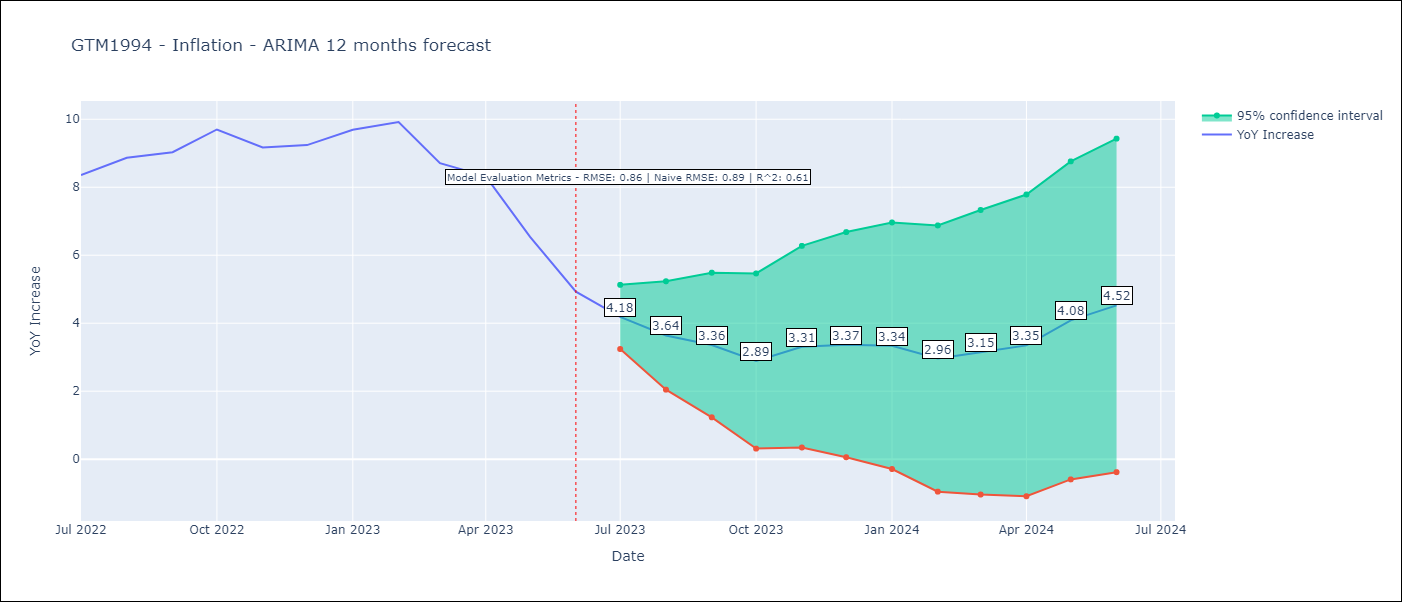 GTM1994 - Inflation - ARIMA 12 months forecast
10
8
6
4
2
0
YoY Increase
Model Evaluation Metrics - RMSE: 0.86 | Naive RMSE: 0.89 | R^2: 0.61
4.18
3.64
3.36
2.89
3.31
3.37
3.34
2.96
3.15
3.35
4.08
4.52
Jul 2022
Oct 2022
Jan 2023
Apr 2023
Jul 2023
Oct 2023
Jan 2024
Apr 2024
Jul 2024
Date
95% confidence interval
YoY Increase